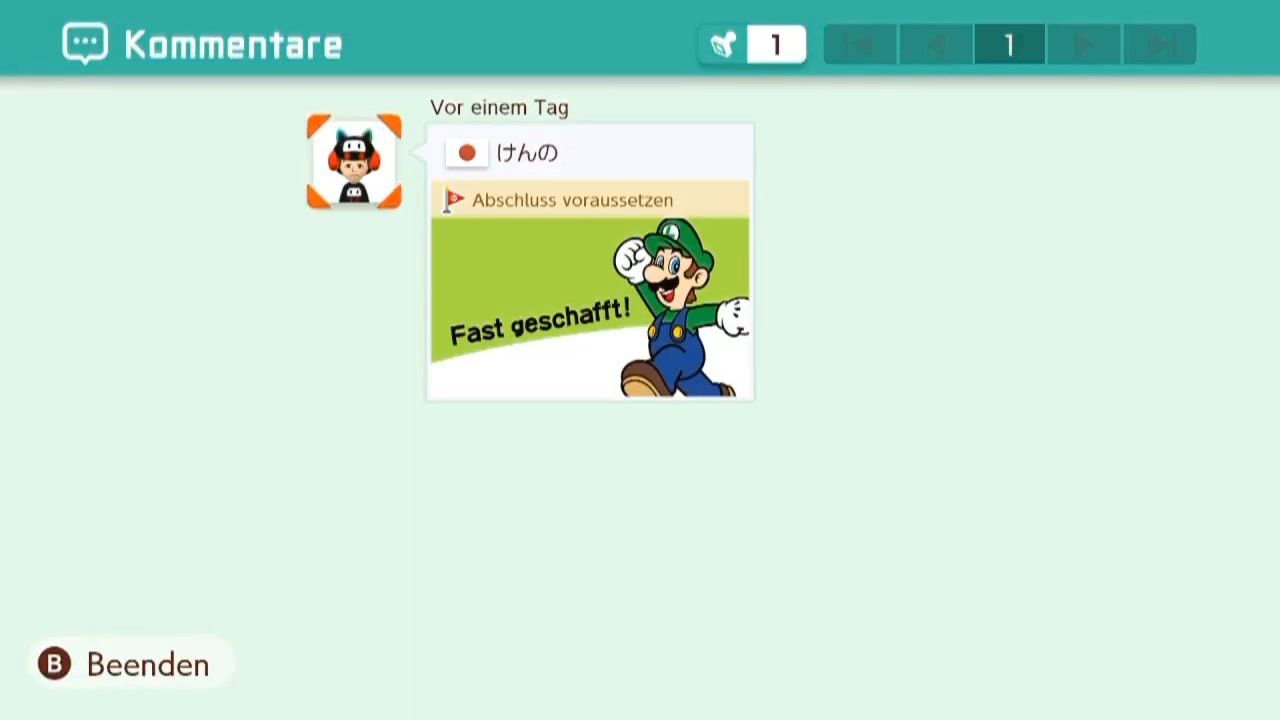 Kommentare
1
1
Vor einem Tag
けんの
Abschluss voraussetzen
L
Fast geschafft!
B Beenden